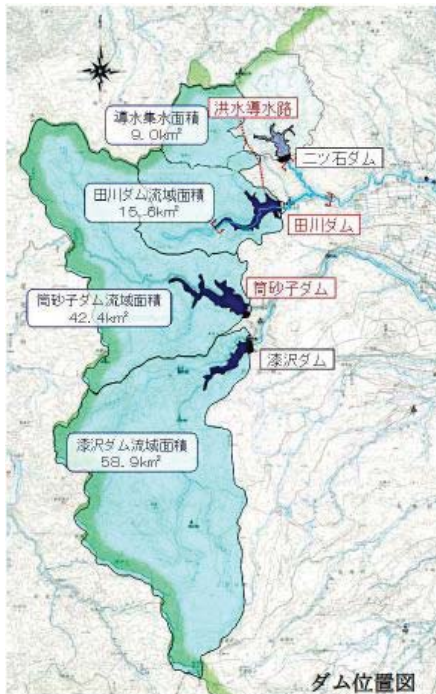 導水集水面積
9.0km²
洪水導水路
二ツ石ダム
田川ダム流域面積
15.6km²
田川ダム
筒砂子ダム流域面積
42.4km²
筒砂子ダム
漆沢ダム
漆沢ダム流域面積
58.9km²
ダム位置図